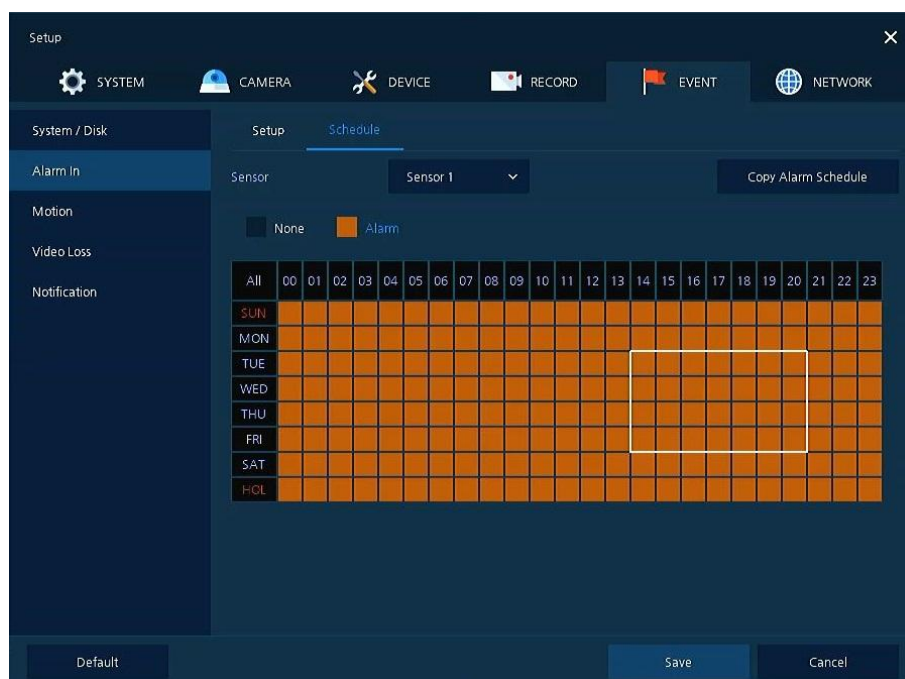 Setup
SYSTEM CAMERA DEVICE RECORD EVENT NETWORK
System / Disk
Alarm In
Motion
Video Loss
Notification
Setup Schedule
Sensor Sensor 1 Copy Alarm Schedule
None Alarm
All 00 01 02 03 04 05 06 07 08 09 10 11 12 13 14 15 16 17 18 19 20 21 22 23
SUN
MON
TUE
WED
THU
FRI
SAT
HOL
Default Save Cancel